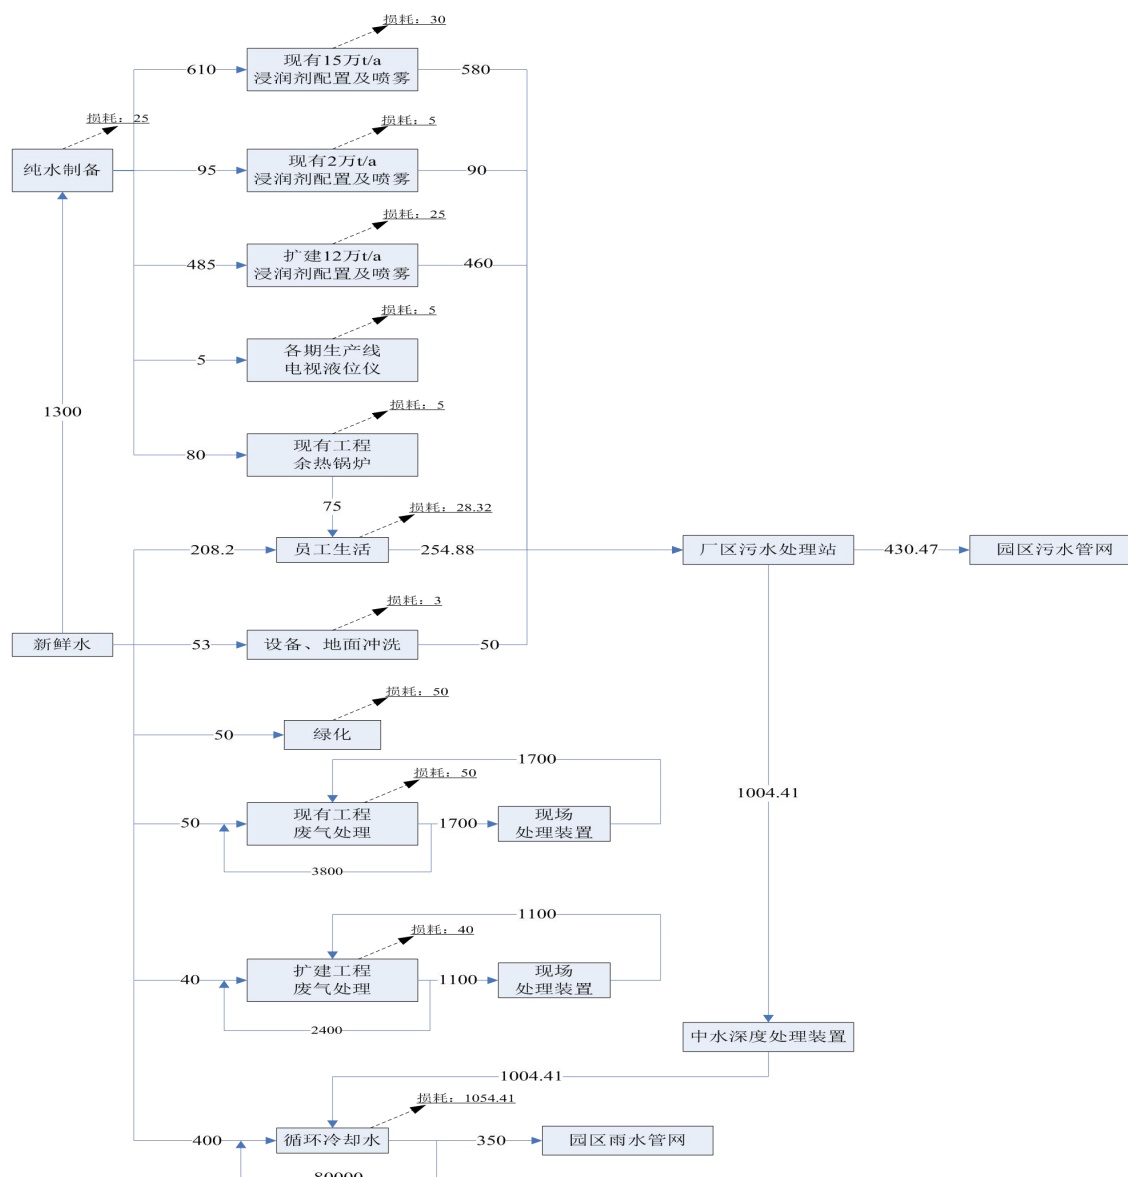 损耗：30
现有15万t/a
浸润剂配置及喷雾
610
580
损耗：25
纯水制备
损耗：5
现有2万t/a
浸润剂配置及喷雾
95
90
损耗：25
扩建12万t/a
浸润剂配置及喷雾
485
460
损耗：5
各期生产线
电视液位仪
5
1300
损耗：5
现有工程
余热锅炉
80
75
损耗：28.32
208.2
员工生活
254.88
厂区污水处理站
430.47
园区污水管网
损耗：3
新鲜水
53
设备、地面冲洗
50
损耗：50
50
绿化
1700
损耗：50
50
现有工程
废气处理
1700
现场
处理装置
3800
1004.41
1100
损耗：40
40
扩建工程
废气处理
1100
现场
处理装置
2400
中水深度处理装置
1004.41
损耗：1054.41
400
循环冷却水
350
园区雨水管网
80000